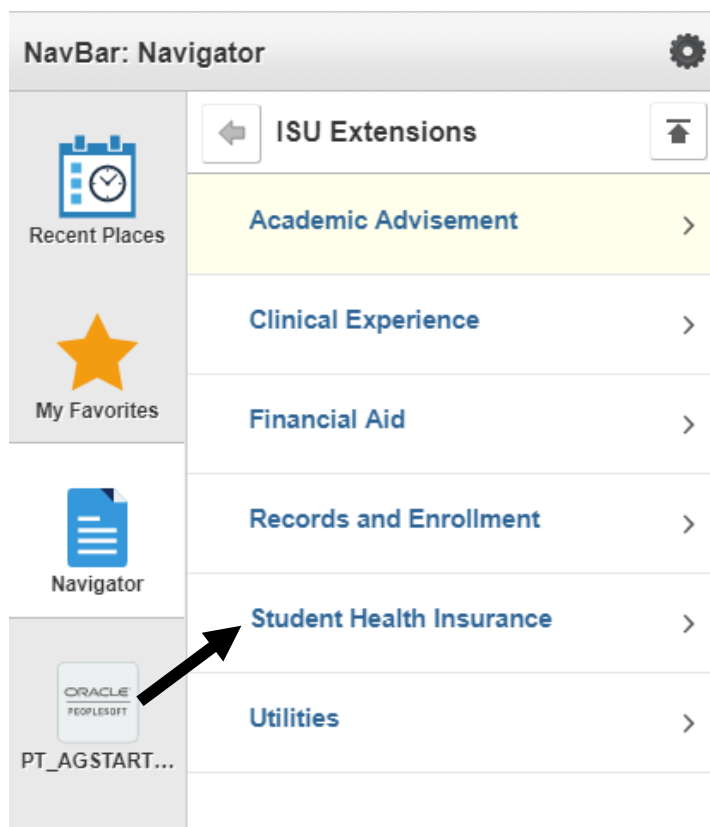 NavBar: Navigator
ISU Extensions
Recent Places
My Favorites
Navigator
ORACLE
PEOPLESOFT
PT_AGSTART...
Academic Advisement
Clinical Experience
Financial Aid
Records and Enrollment
Student Health Insurance
Utilities